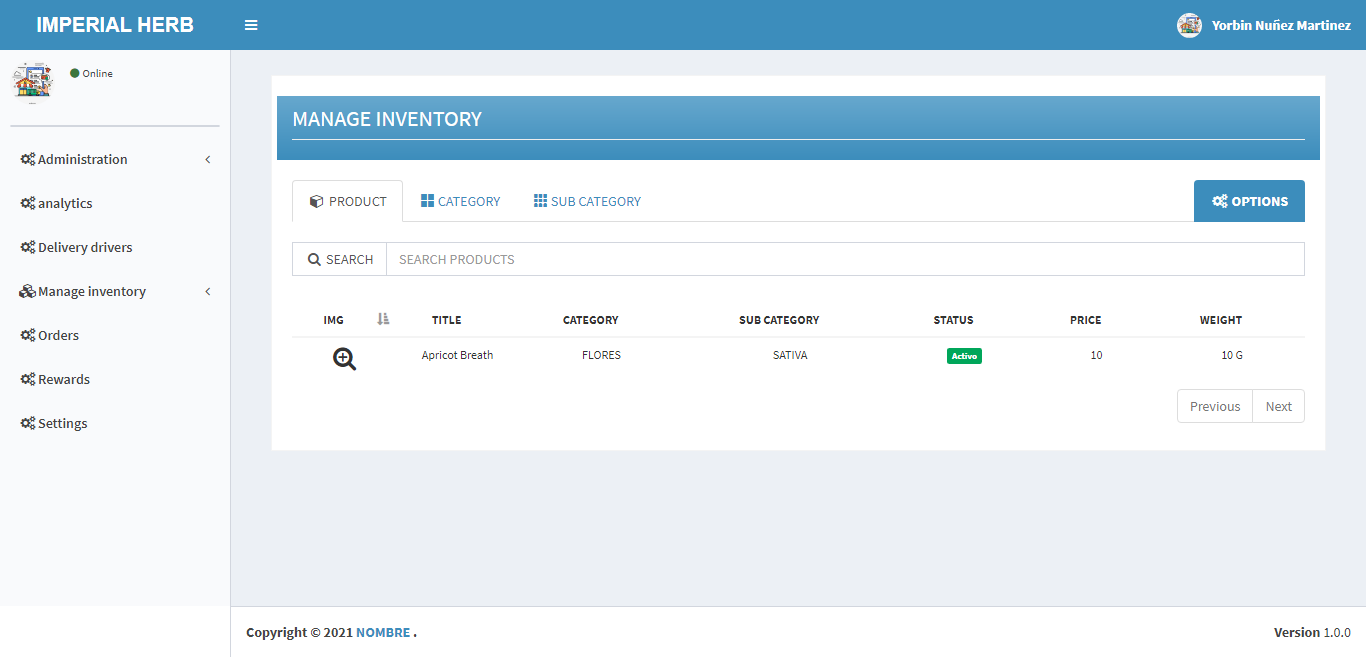 IMPERIAL HERB
Yorbin Nuñez Martinez
Online
Administration
analytics
Delivery drivers
Manage inventory
Orders
Rewards
Settings
MANAGE INVENTORY
PRODUCT CATEGORY SUB CATEGORY OPTIONS
SEARCH SEARCH PRODUCTS
IMG TITLE CATEGORY SUB CATEGORY STATUS PRICE WEIGHT
Apricot Breath FLORES SATIVA Activo 10 10 G
Previous Next
Copyright © 2021 NOMBRE . Version 1.0.0